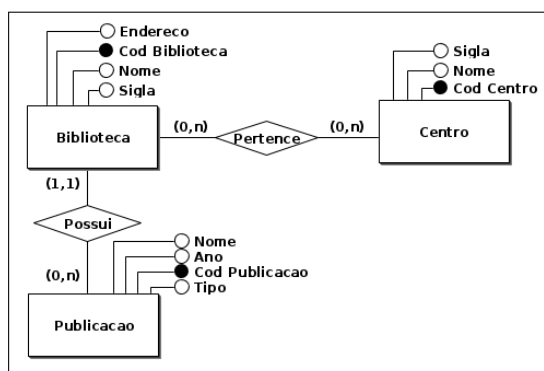 Endereco
Cod Biblioteca
Nome
Sigla
Biblioteca
(0,n)
Pertence
(0,n)
Sigla
Nome
Cod Centro
Centro
(1,1)
Possui
(0,n)
Nome
Ano
Cod Publicacao
Tipo
Publicacao